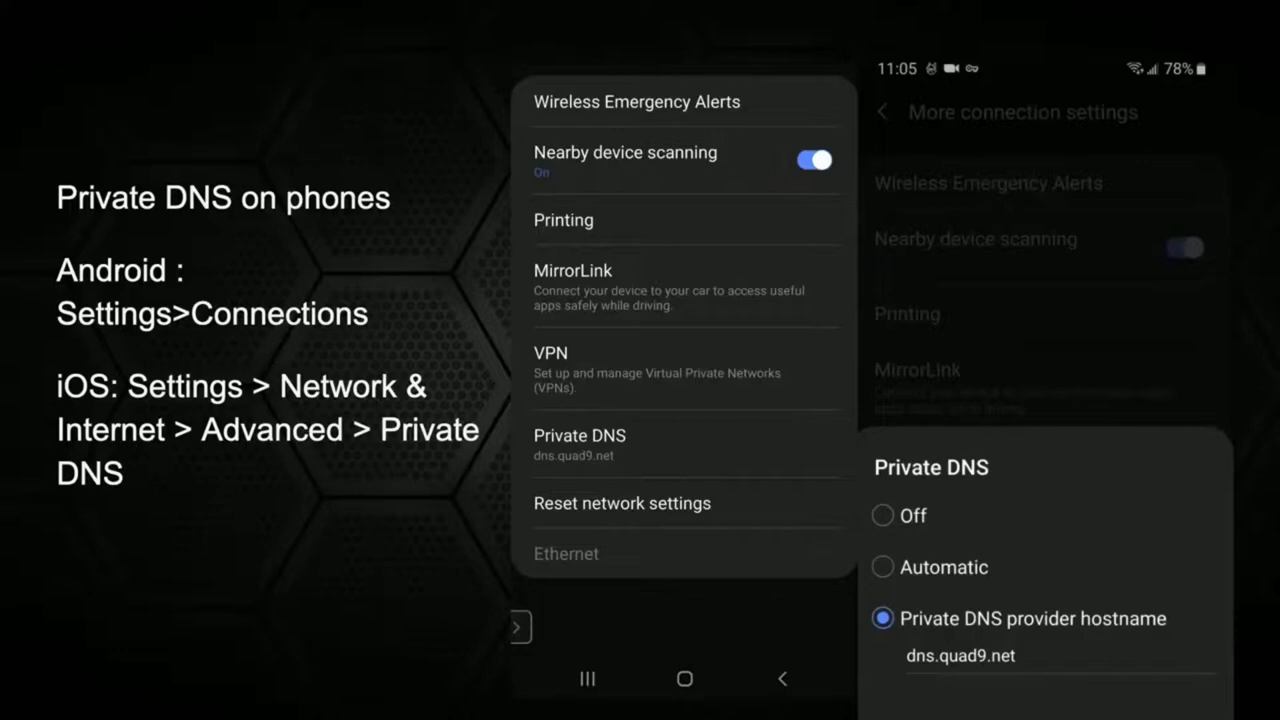 Private DNS on phones
Android :
Settings>Connections
iOS: Settings > Network &
Internet > Advanced > Private
DNS
Wireless Emergency Alerts
Nearby device scanning
On
Printing
MirrorLink
Connect your device to your car to access useful
apps safely while driving.
VPN
Set up and manage Virtual Private Networks
(VPNs).
Private DNS
dns.quad9.net
Reset network settings
Ethernet
11:05 78%
More connection settings
Wireless Emergency Alerts
Nearby device scanning
Printing
MirrorLink
Private DNS
Off
Automatic
Private DNS provider hostname
dns.quad9.net